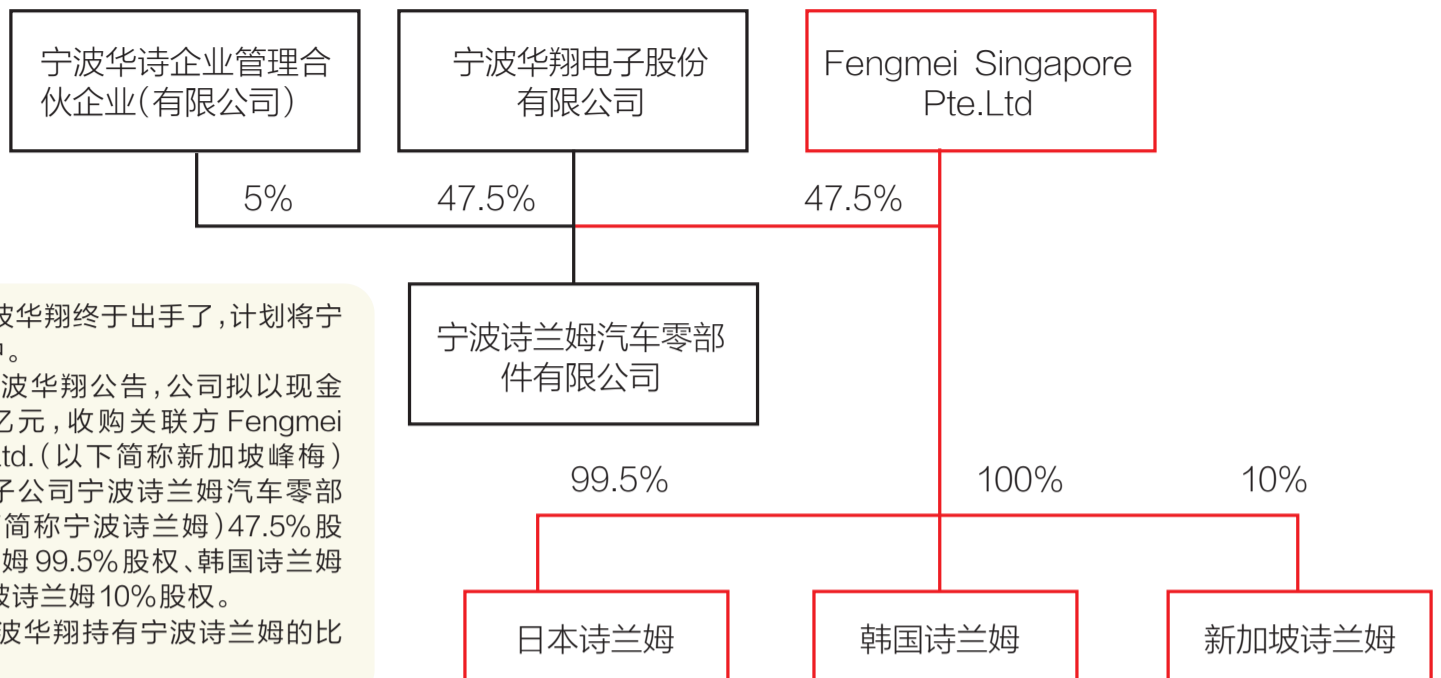 宁波华诗企业管理合
伙企业(有限公司)
宁波华翔电子股份
有限公司
Fengmei Singapore
Pte.Ltd
5%
47.5%
47.5%
宁波诗兰姆汽车零部
件有限公司
99.5%
100%
10%
日本诗兰姆
韩国诗兰姆
新加坡诗兰姆
波华翔终于出手了,计划将宁
。
波华翔公告,公司拟以现金
亿元,收购关联方 Fengmei
td.(以下简称新加坡峰梅)
子公司宁波诗兰姆汽车零部
简称宁波诗兰姆)47.5%股
姆 99.5%股权、韩国诗兰姆
坡诗兰姆10%股权。
波华翔持有宁波诗兰姆的比